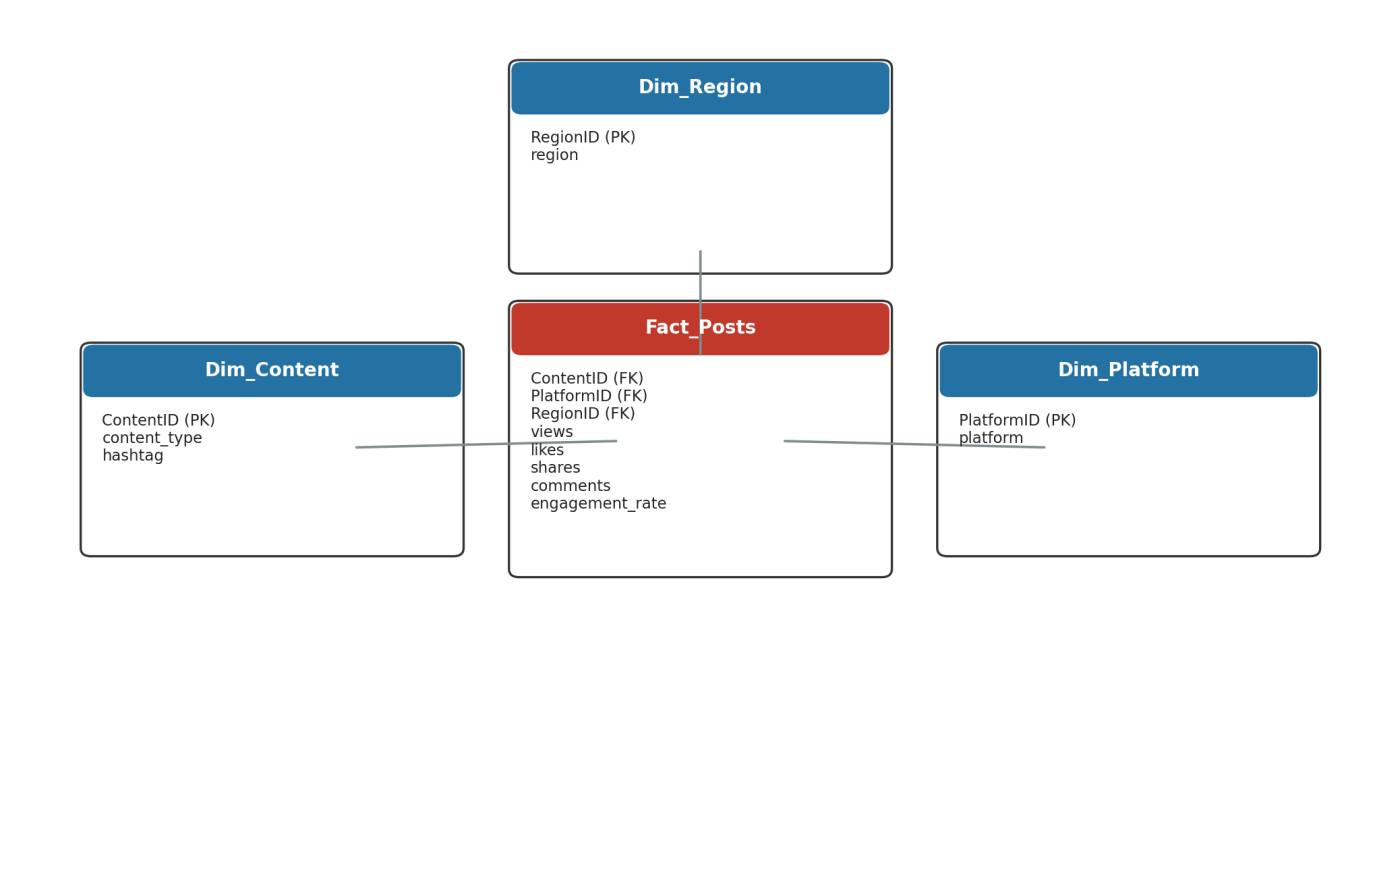 Dim_Region
RegionID (PK)
region
Fact_Posts
ContentID (FK)
PlatformID (FK)
RegionID (FK)
views
likes
shares
comments
engagement_rate
Dim_Content
ContentID (PK)
content_type
hashtag
Dim_Platform
PlatformID (PK)
platform